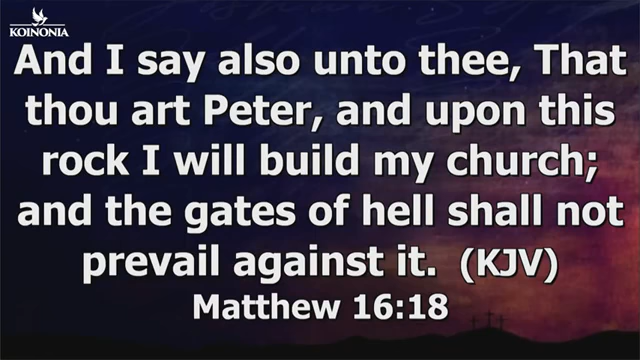 KOINONIA
And I say also unto thee, That
thou art Peter, and upon this
rock I will build my church;
and the gates of hell shall not
prevail against it. (KJV)
Matthew 16:18